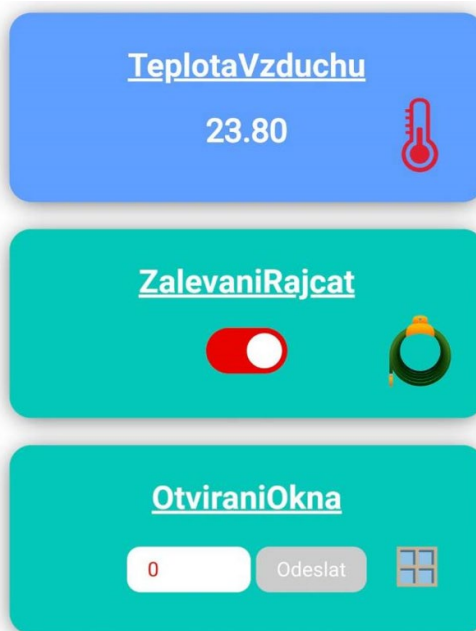 TeplotaVzduchu
23.80
ZalevaniRajcat
OtviraniOkna
0 Odeslat